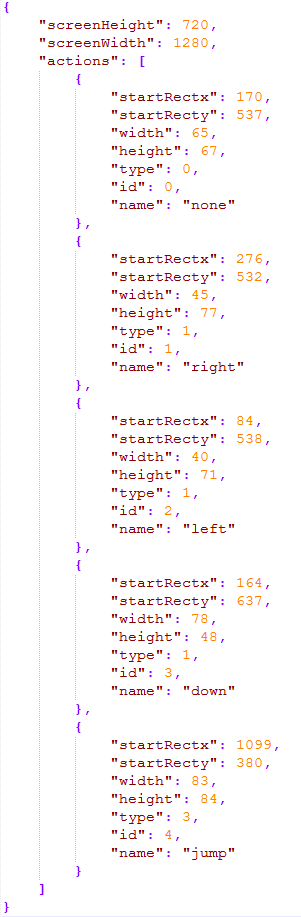 {
"screenHeight": 720,
"screenWidth": 1280,
"actions": [
{
"startRectx": 170,
"startRecty": 537,
"width": 65,
"height": 67,
"type": 0,
"id": 0,
"name": "none"
},
{
"startRectx": 276,
"startRecty": 532,
"width": 45,
"height": 77,
"type": 1,
"id": 1,
"name": "right"
},
{
"startRectx": 84,
"startRecty": 538,
"width": 40,
"height": 71,
"type": 1,
"id": 2,
"name": "left"
},
{
"startRectx": 164,
"startRecty": 637,
"width": 78,
"height": 48,
"type": 1,
"id": 3,
"name": "down"
},
{
"startRectx": 1099,
"startRecty": 380,
"width": 83,
"height": 84,
"type": 3,
"id": 4,
"name": "jump"
}
]
}